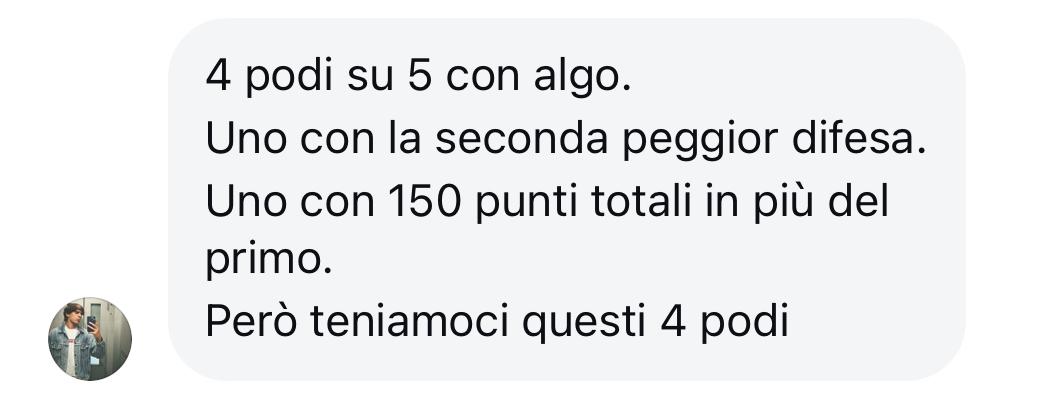 4 podi su 5 con algo.
Uno con la seconda peggior difesa.
Uno con 150 punti totali in più del
primo.
Però teniamoci questi 4 podi